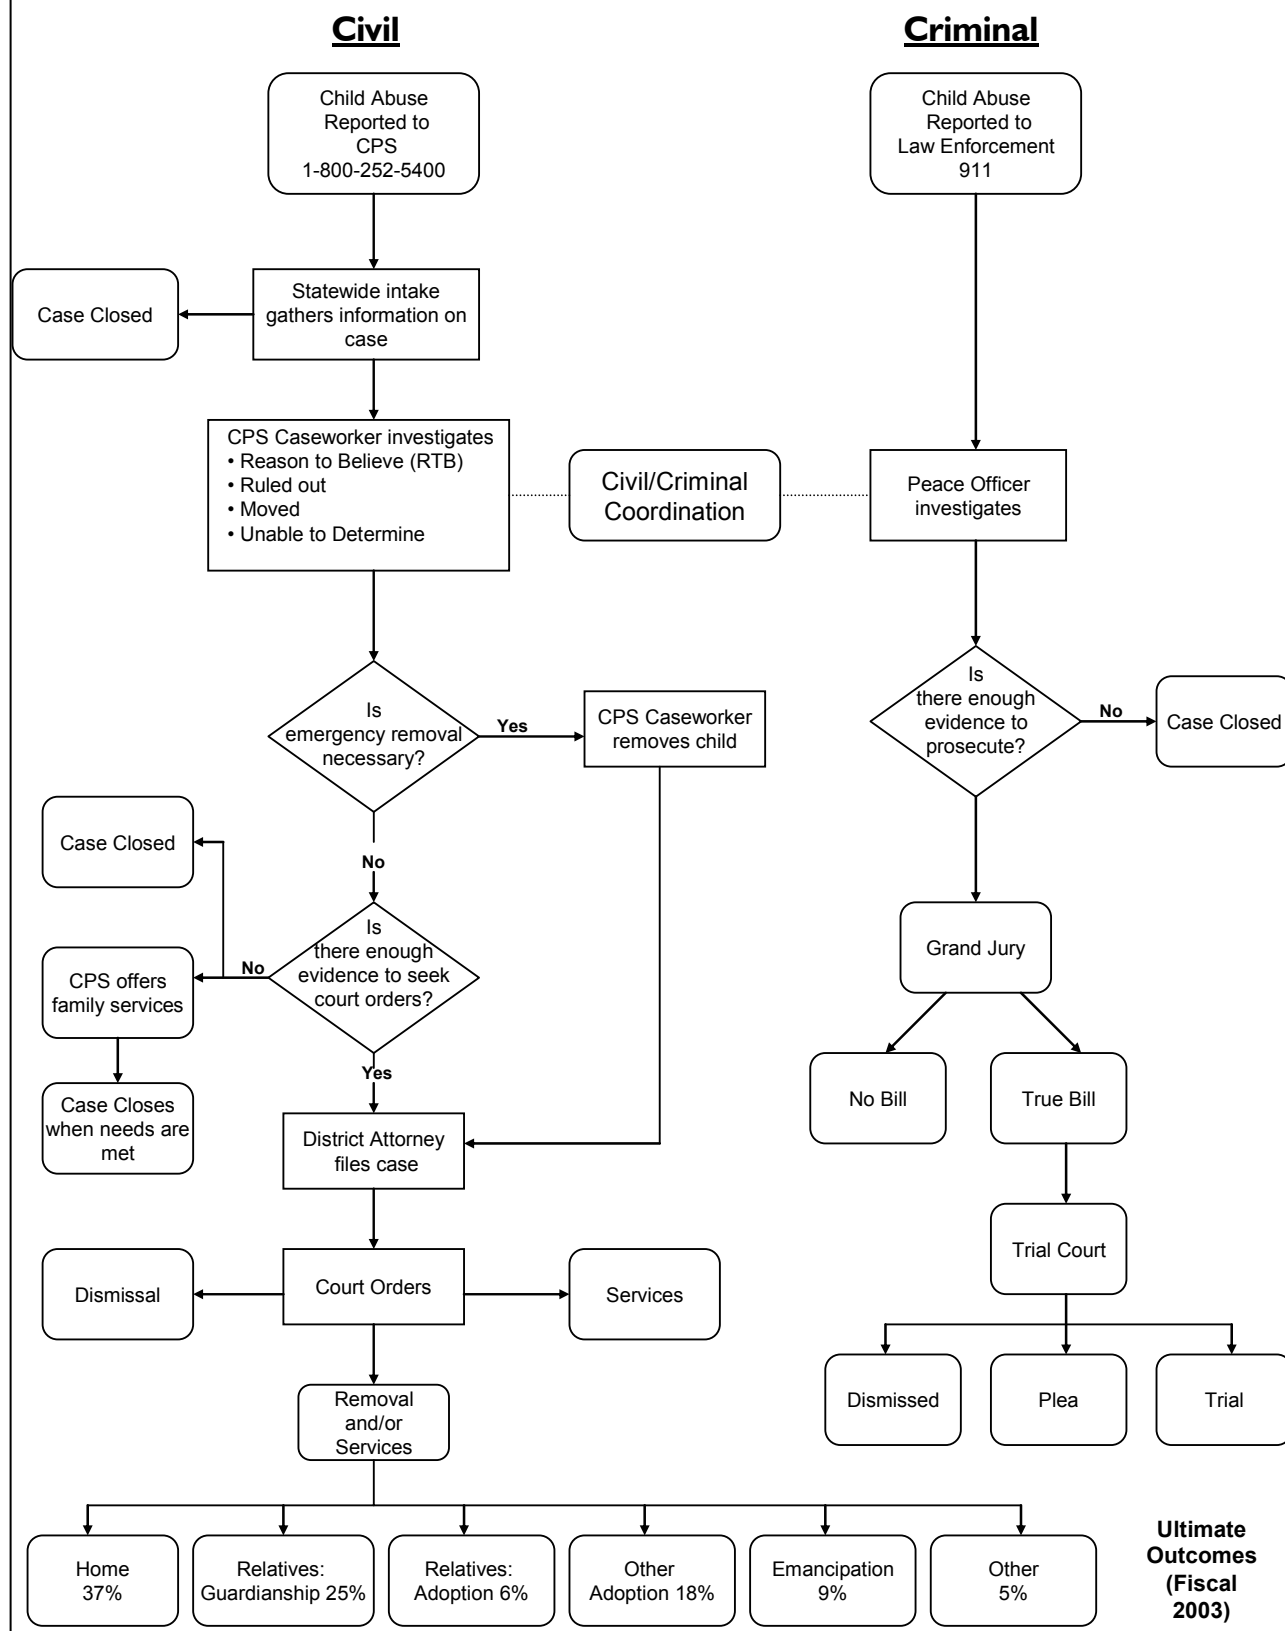 Civil
Criminal
Child Abuse
Reported to
CPS
1-800-252-5400
Child Abuse
Reported to
Law Enforcement
911
Case Closed
Statewide intake
gathers information on
case
CPS Caseworker investigates
• Reason to Believe (RTB)
• Ruled out
• Moved
• Unable to Determine
Civil/Criminal
Coordination
Peace Officer
investigates
Is
emergency removal
necessary?
Yes
CPS Caseworker
removes child
Is
there enough
evidence to
prosecute?
No
Case Closed
Case Closed
No
Is
there enough
evidence to seek
court orders?
No
CPS offers
family services
Case Closes
when needs are
met
Yes
District Attorney
files case
Grand Jury
No Bill
True Bill
Trial Court
Dismissal
Court Orders
Services
Dismissed
Plea
Trial
Removal
and/or
Services
Home
37%
Relatives:
Guardianship 25%
Relatives:
Adoption 6%
Other
Adoption 18%
Emancipation
9%
Other
5%
Ultimate
Outcomes
(Fiscal
2003)